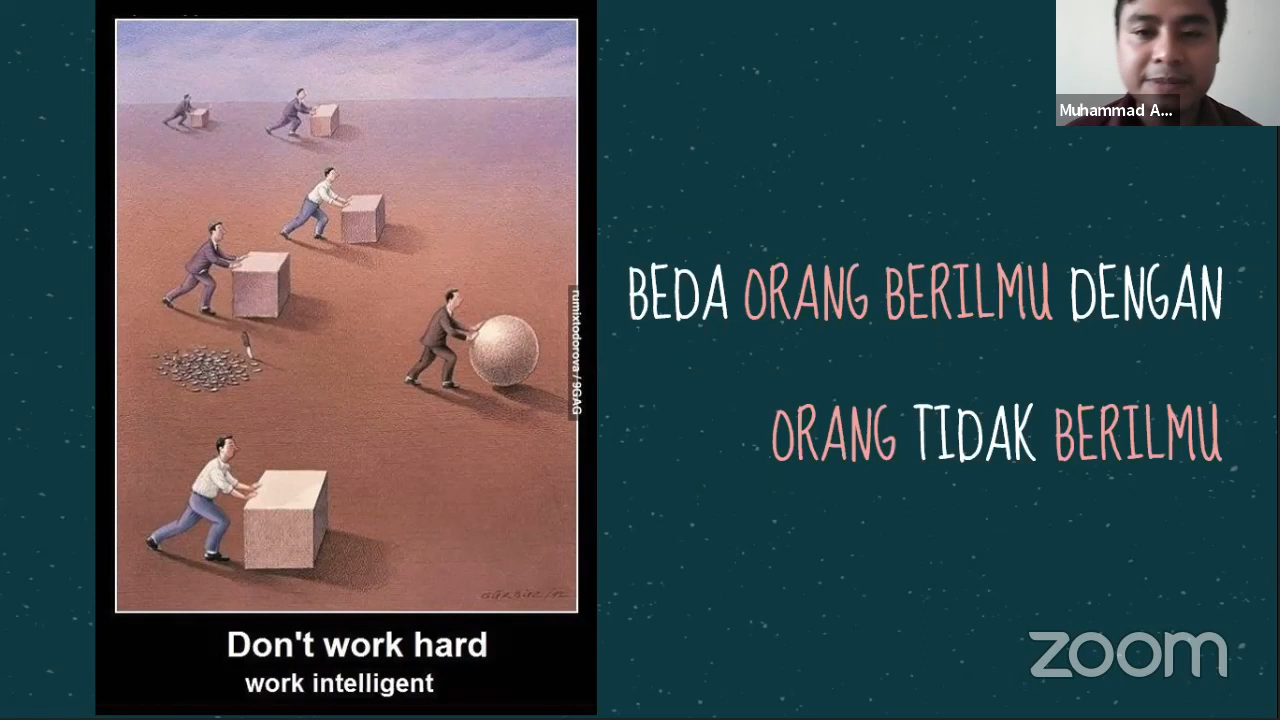 Muhammad A...
BEDA ORANG BERILMU DENGAN
ORANG TIDAK BERILMU
rumixtodorova / 9GAG
Don't work hard
work intelligent
zoom